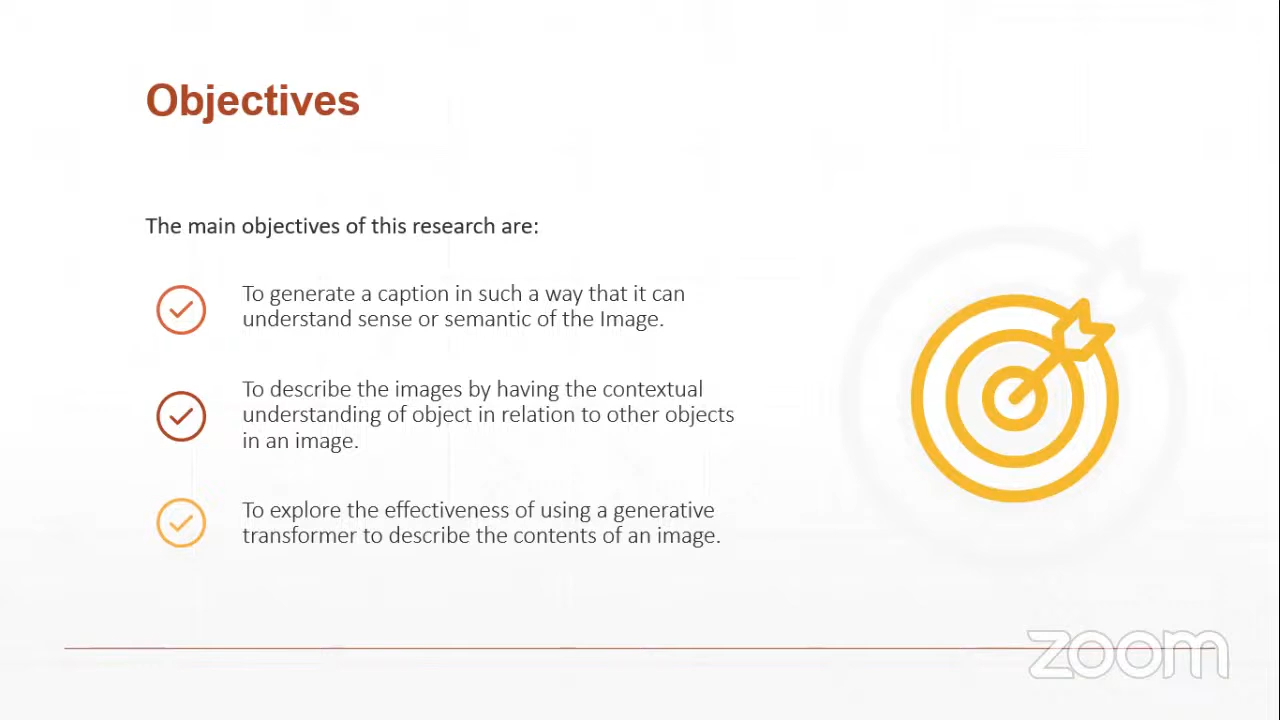 Objectives
The main objectives of this research are:
To generate a caption in such a way that it can
understand sense or semantic of the Image.
To describe the images by having the contextual
understanding of object in relation to other objects
in an image.
To explore the effectiveness of using a generative
transformer to describe the contents of an image.
zoom